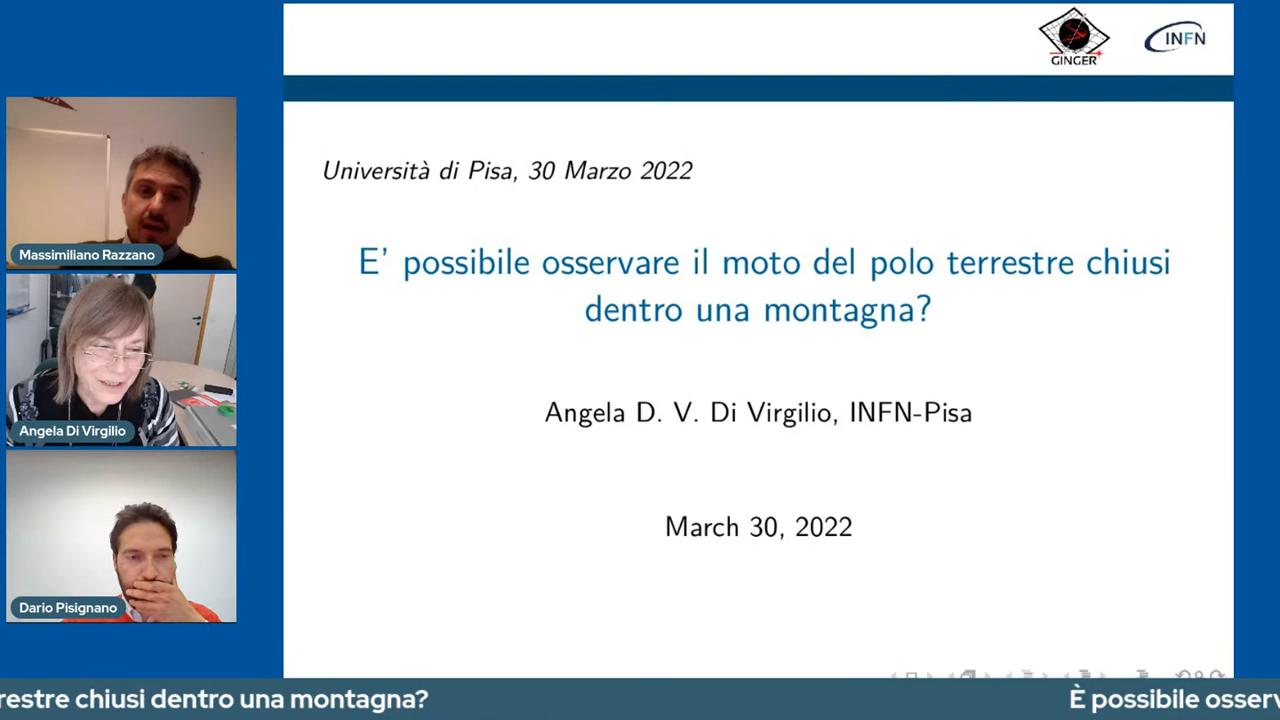 GINGER
INFN
Università di Pisa, 30 Marzo 2022
E' possibile osservare il moto del polo terrestre chiusi
dentro una montagna?
Angela D. V. Di Virgilio, INFN-Pisa
March 30, 2022
Massimiliano Razzano
Angela Di Virgilio
Dario Pisignano
restre chiusi dentro una montagna?
È possibile osserv